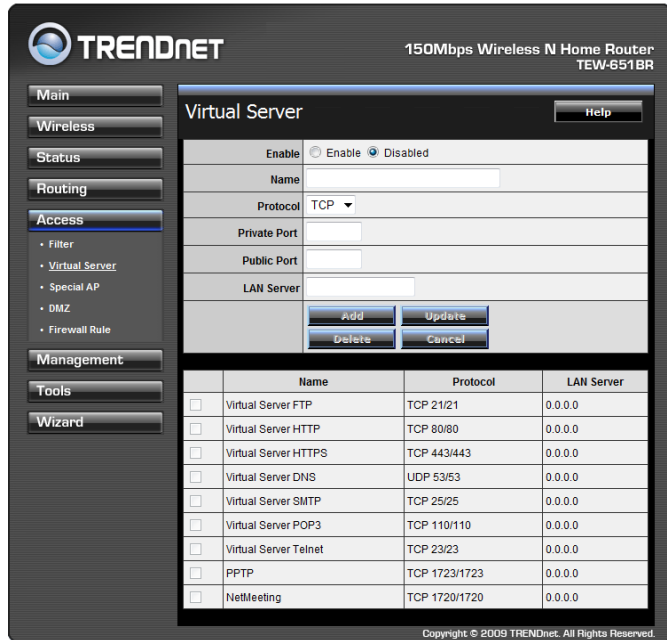 TRENDnet
150Mbps Wireless N Home Router
TEW-651BR
Main
Wireless
Status
Routing
Access
• Filter
• Virtual Server
• Special AP
• DMZ
• Firewall Rule
Management
Tools
Wizard
Virtual Server
Help
Enable Enable Disabled
Name
Protocol TCP
Private Port
Public Port
LAN Server
Add Update
Delete Cancel
Name Protocol LAN Server
Virtual Server FTP TCP 21/21 0.0.0.0
Virtual Server HTTP TCP 80/80 0.0.0.0
Virtual Server HTTPS TCP 443/443 0.0.0.0
Virtual Server DNS UDP 53/53 0.0.0.0
Virtual Server SMTP TCP 25/25 0.0.0.0
Virtual Server POP3 TCP 110/110 0.0.0.0
Virtual Server Telnet TCP 23/23 0.0.0.0
PPTP TCP 1723/1723 0.0.0.0
NetMeeting TCP 1720/1720 0.0.0.0
Copyright © 2009 TRENDnet. All Rights Reserved.